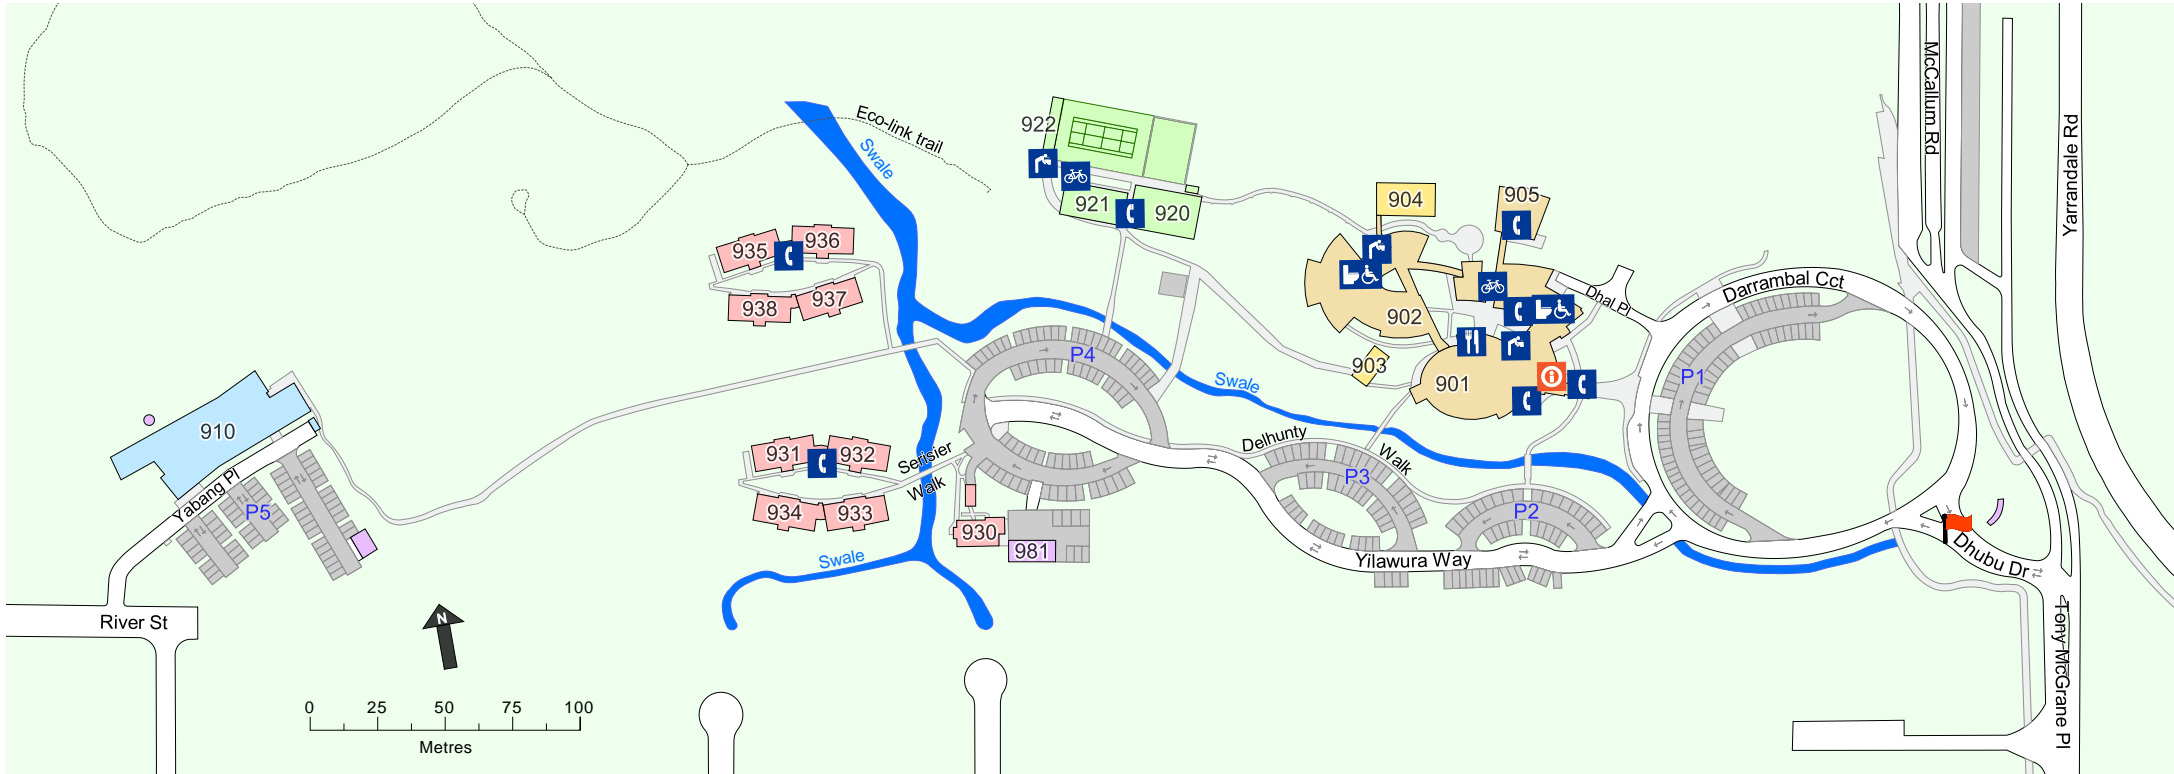 McCallum Rd
Yarrandale Rd
Eco-link trail
Swale
922
921
920
904
905
935
936
938
937
902
903
901
Dhal Pl
Darrambal Cct
P4
P1
Swale
910
Yabang Pl
P5
931
932
934
933
Serisier
Walk
Delhunty
Walk
P3
P2
930
981
Swale
Yilawura Way
Dhubu Dr
River St
N
Tony McGrane Pl
0 25 50 75 100
Metres